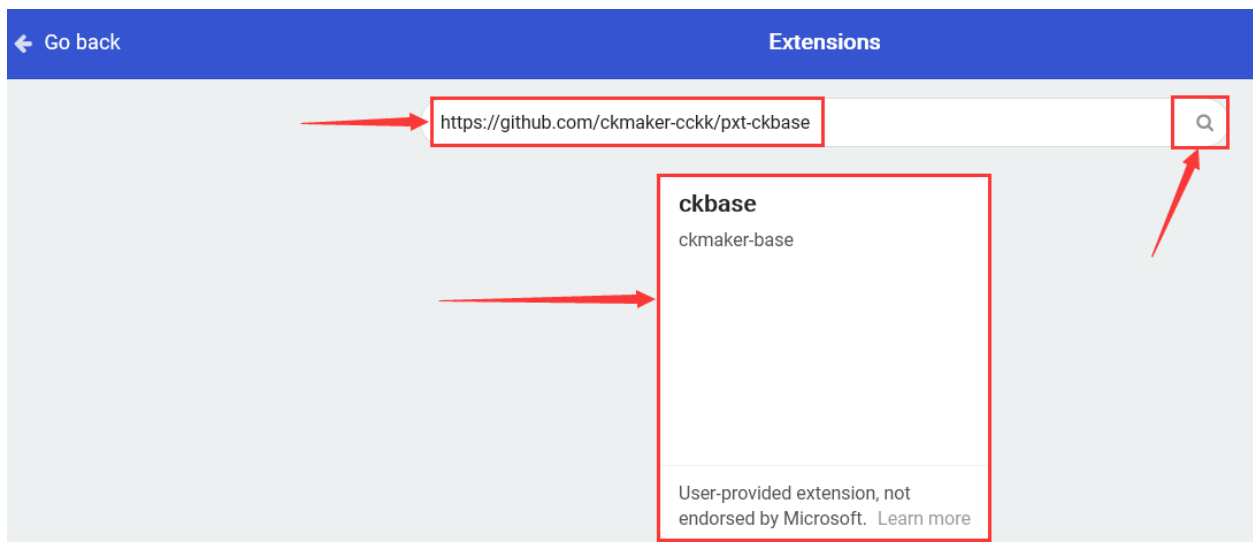 Go back
Extensions
https://github.com/ckmaker-cckk/pxt-ckbase
ckbase
ckmaker-base
User-provided extension, not
endorsed by Microsoft. Learn more